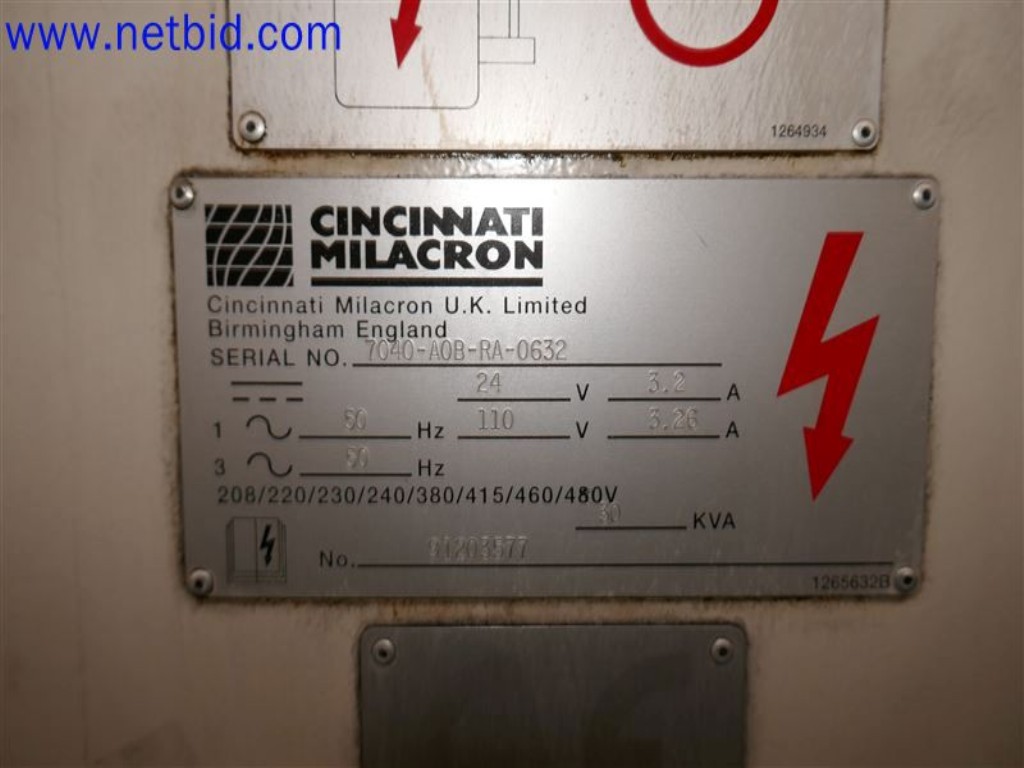 www.netbid.com
1264934
CINCINNATI
MILACRON
Cincinnati Milacron U.K. Limited
Birmingham England
SERIAL NO. 7040-A0B-RA-0632
24 V 3.2 A
1 50 Hz 110 V 3.26 A
3 50 Hz
208/220/230/240/380/415/460/480V
30 KVA
No.
1265632B